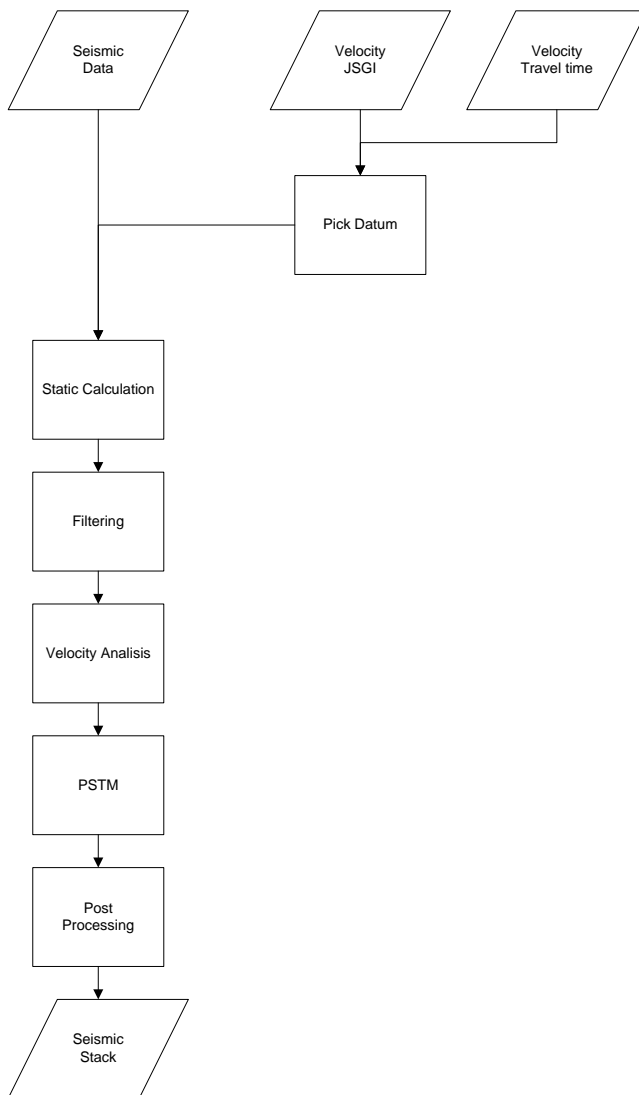 Seismic
Data
Velocity
JSGI
Velocity
Travel time
Pick Datum
Static Calculation
Filtering
Velocity Analisis
PSTM
Post
Processing
Seismic
Stack